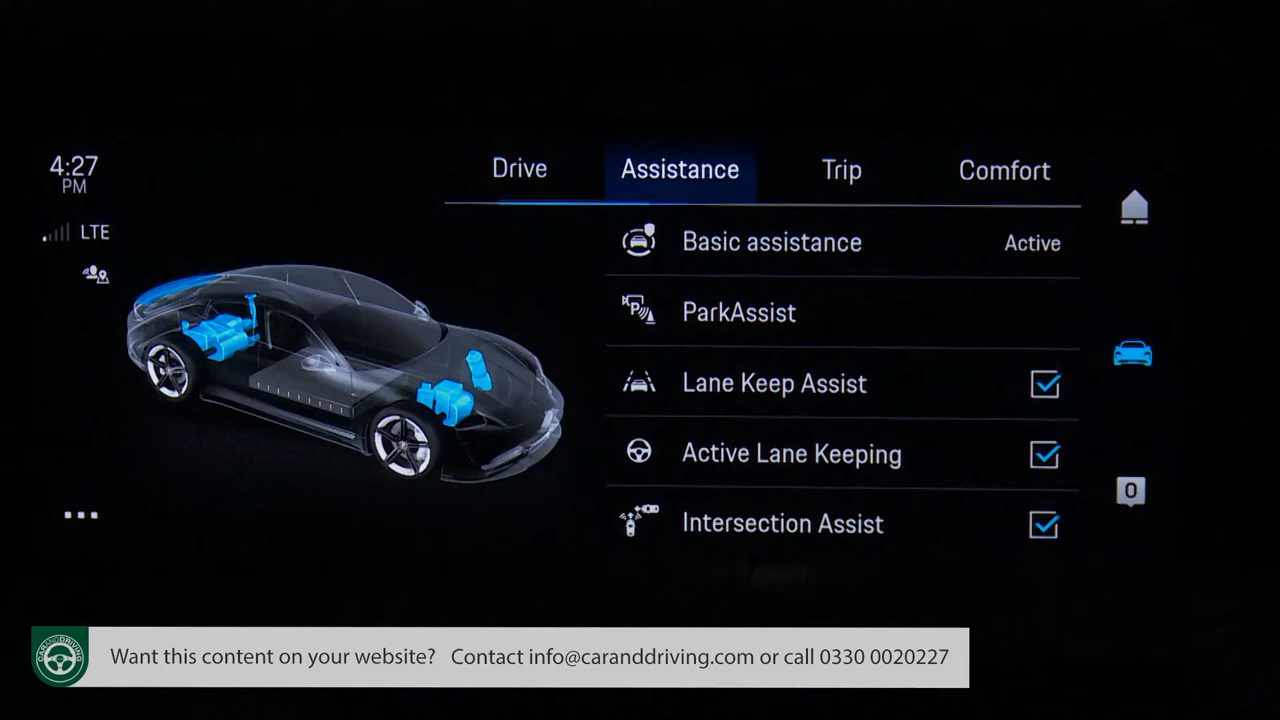 4:27
PM
LTE
Drive
Assistance
Trip
Comfort
Basic assistance
Active
P
ParkAssist
Lane Keep Assist
Active Lane Keeping
Intersection Assist
0
CARANDDRIVING
Want this content on your website? Contact info@caranddriving.com or call 0330 0020227